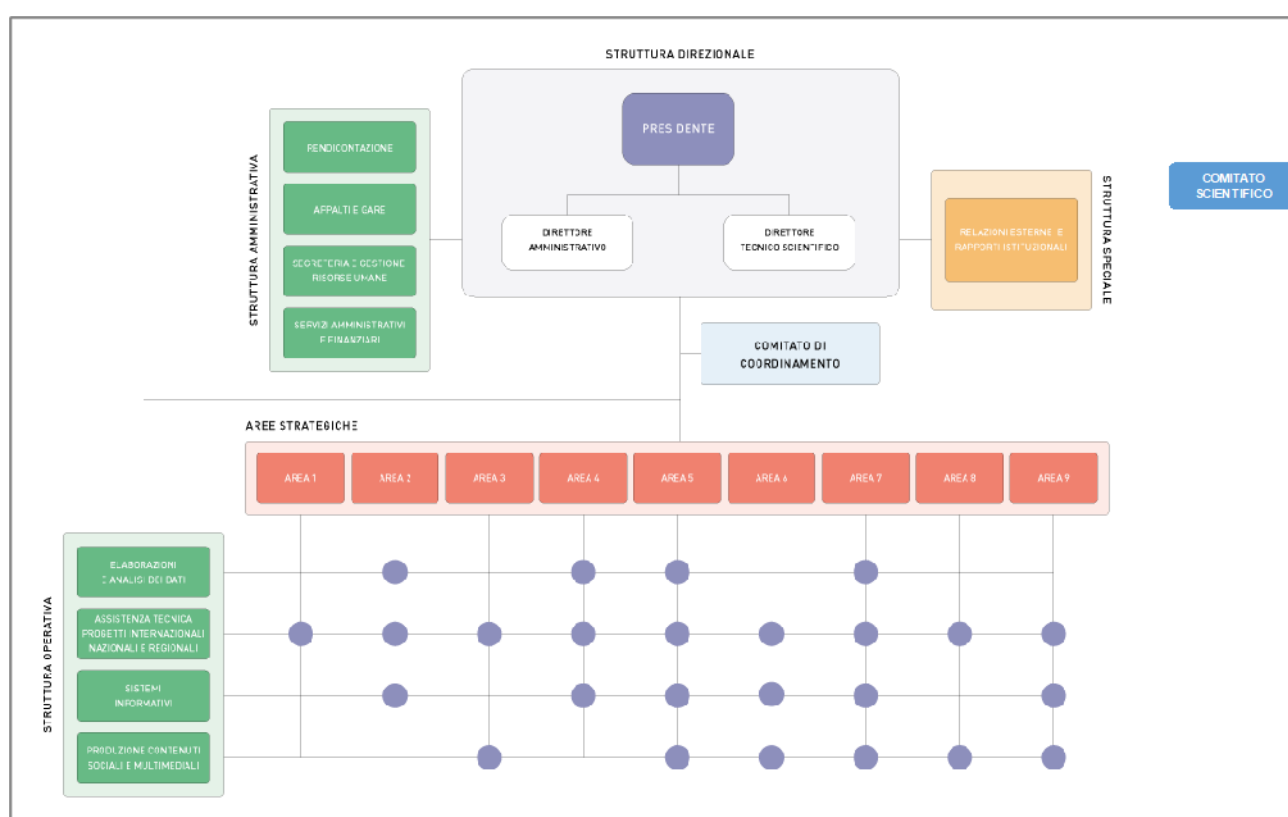 STRUTTURA DIREZIONALE
PRESIDENTE
DIRETTORE
AMMINISTRATIVO
DIRETTORE
TECNICO SCIENTIFICO
STRUTTURA AMMINISTRATIVA
RENDICONTAZIONE
APPALTI E GARE
SEGRETERIA E GESTIONE
RISORSE UMANE
SERVIZI AMMINISTRATIVI
E FINANZIARI
RELAZIONI ESTERNE E
RAPPORTI ISTITUZIONALI
STRUTTURA SPECIALE
COMITATO
SCIENTIFICO
COMITATO DI
COORDINAMENTO
AREE STRATEGICHE
AREA 1
AREA 2
AREA 3
AREA 4
AREA 5
AREA 6
AREA 7
AREA 8
AREA 9
STRUTTURA OPERATIVA
ELABORAZIONI
E ANALISI DEI DATI
ASSISTENZA TECNICA
PROGETTI INTERNAZIONALI
NAZIONALI E REGIONALI
SISTEMI
INFORMATIVI
PRODUZIONE CONTENUTI
SOCIALI E MULTIMEDIALI